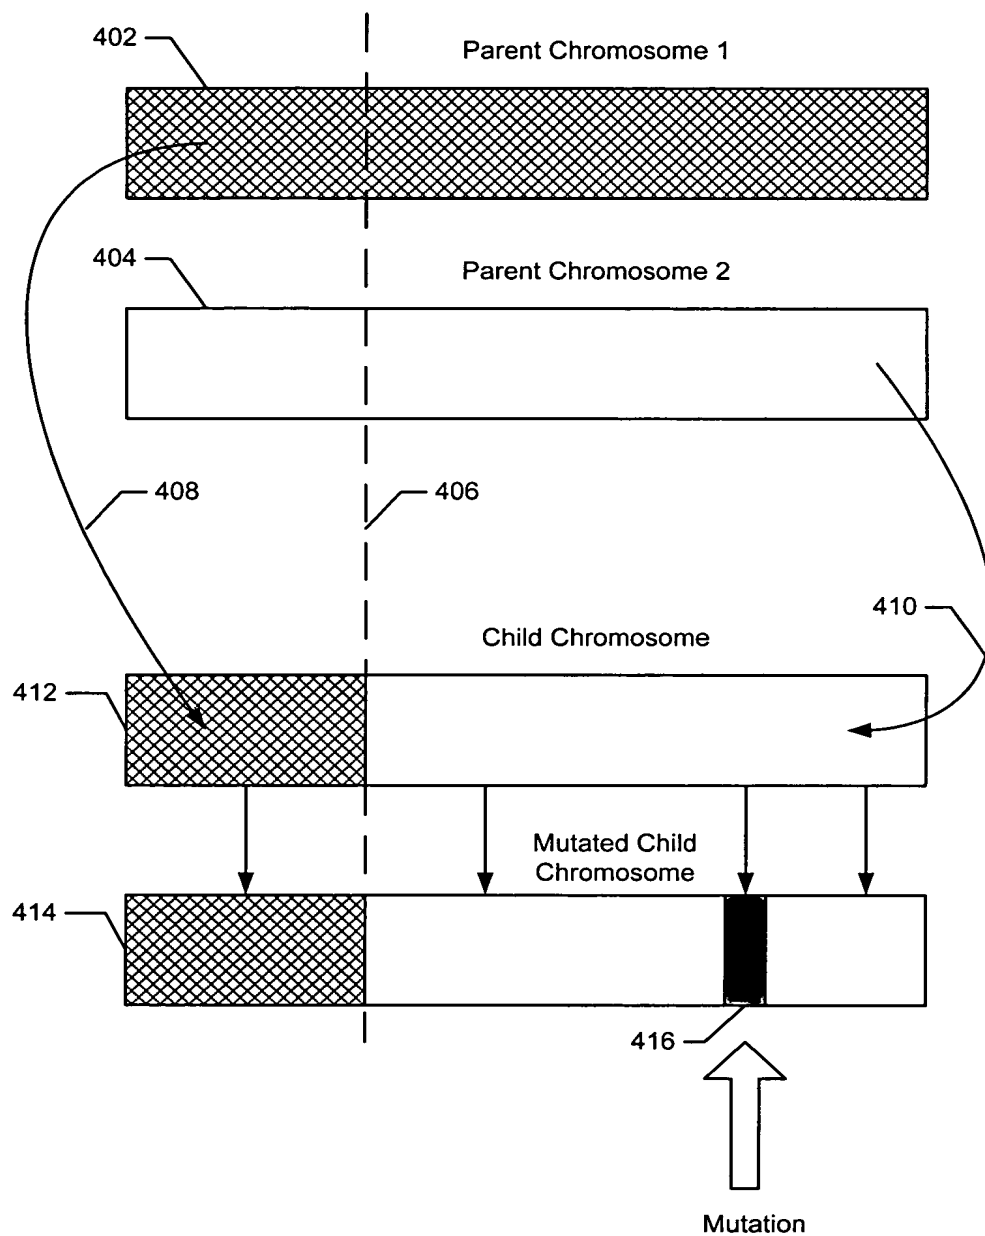 402
Parent Chromosome 1
404
Parent Chromosome 2
408
406
410
Child Chromosome
412
Mutated Child
Chromosome
414
416
Mutation